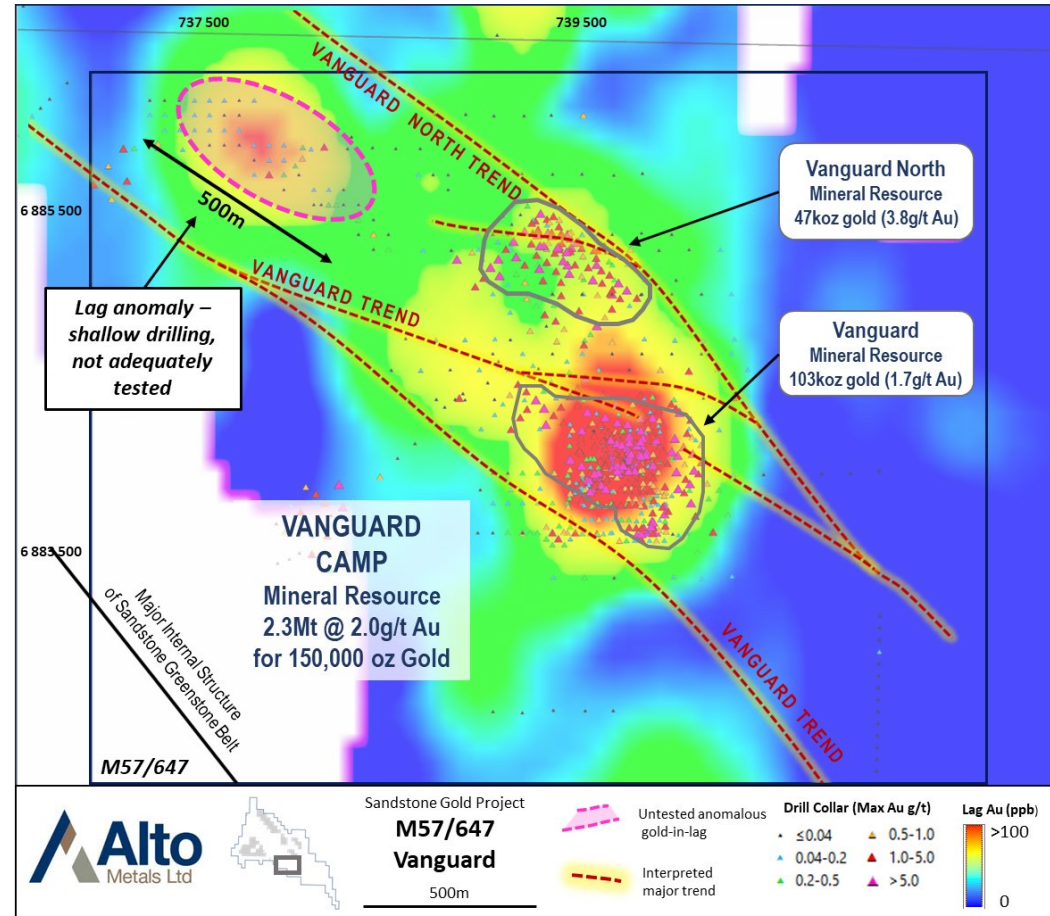 737 500
739 500
VANGUARD NORTH TREND
Vanguard North
Mineral Resource
47koz gold (3.8g/t Au)
6 885 500
500m
VANGUARD TREND
Lag anomaly –
shallow drilling,
not adequately
tested
Vanguard
Mineral Resource
103koz gold (1.7g/t Au)
VANGUARD
CAMP
Mineral Resource
2.3Mt @ 2.0g/t Au
for 150,000 oz Gold
6 883 500
Major Internal Structure
of Sandstone Greenstone Belt
VANGUARD TREND
M57/647
Alto
Metals Ltd
Sandstone Gold Project
M57/647
Vanguard
500m
Untested anomalous
gold-in-lag
Interpreted
major trend
Drill Collar (Max Au g/t)
≤0.04
0.04-0.2
0.2-0.5
0.5-1.0
1.0-5.0
>5.0
Lag Au (ppb)
>100
0